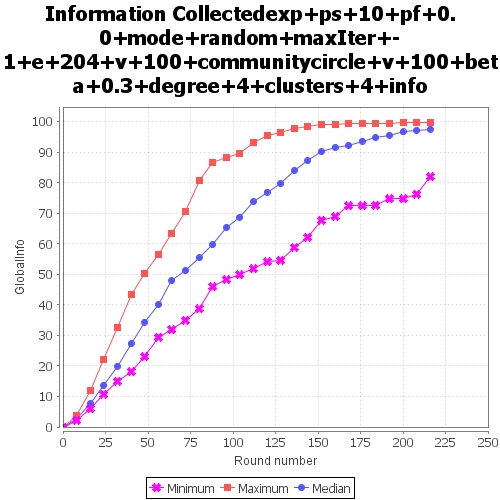 Information Collectedexp+ps+10+pf+0.
0+mode+random+maxIter+-
1+e+204+v+100+communitycircle+v+100+bet
a+0.3+degree+4+clusters+4+info
GlobalInfo
100
90
80
70
60
50
40
30
20
10
0
0 25 50 75 100 125 150 175 200 225 250
Round number
Minimum Maximum Median